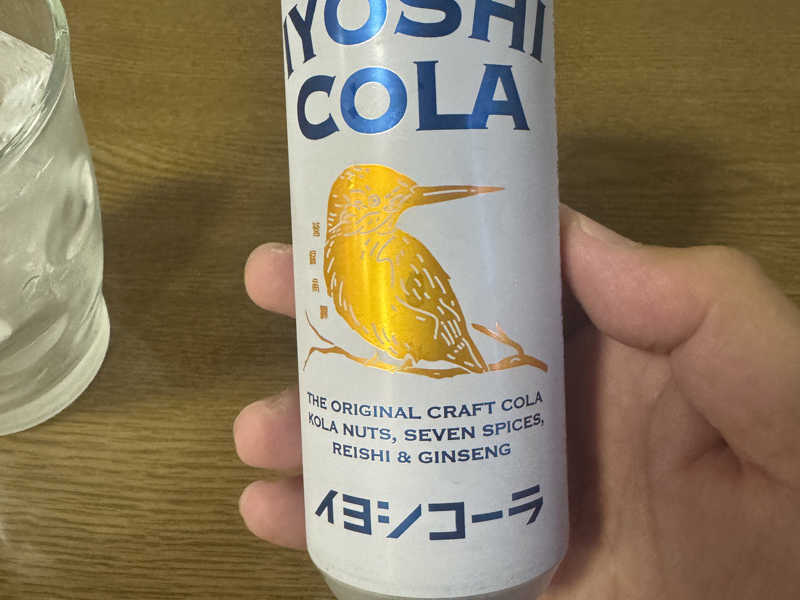 IYOSHI
COLA
THE ORIGINAL CRAFT COLA
KOLA NUTS, SEVEN SPICES,
REISHI & GINSENG
イヨシコーラ